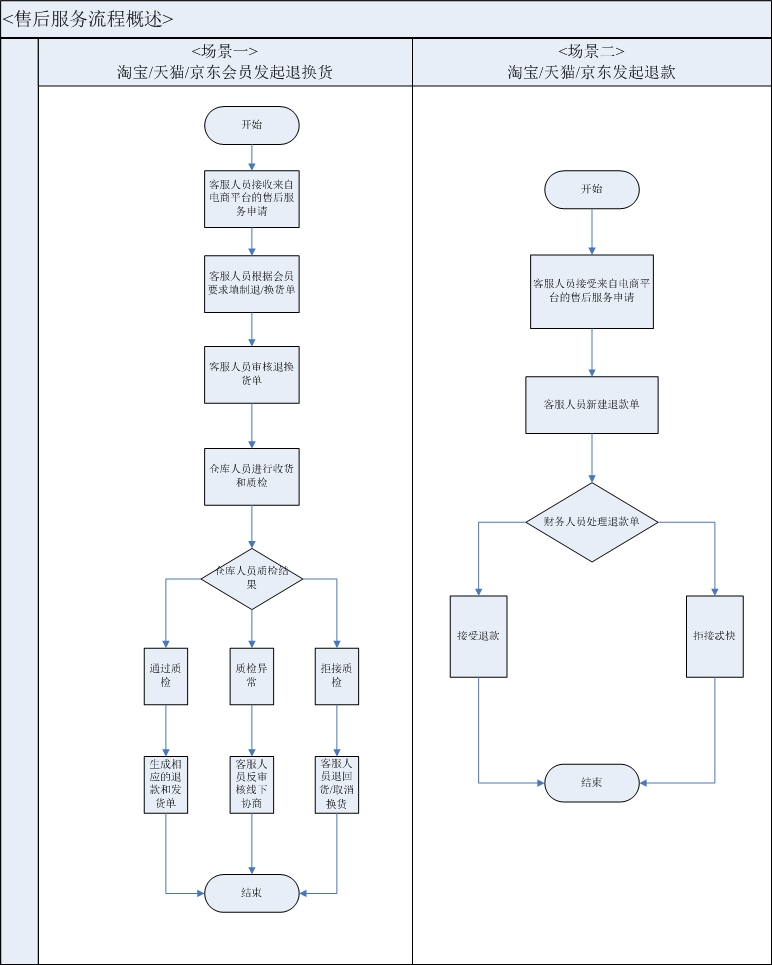 <售后服务流程概述>
<场景一>
淘宝/天猫/京东会员发起退换货
<场景二>
淘宝/天猫/京东发起退款
开始
客服人员接收来自
电商平台的售后服
务申请
客服人员根据会员
要求填制退/换货单
客服人员审核退换
货单
仓库人员进行收货
和质检
仓库人员质检结
果
通过质
检
质检异
常
拒接质
检
生成相
应的退
款和发
货单
客服人
员反审
核线下
协商
客服人
员退回
货/取消
换货
结束
开始
客服人员接受来自电商平
台的售后服务申请
客服人员新建退款单
财务人员处理退款单
接受退款
拒接或快
结束